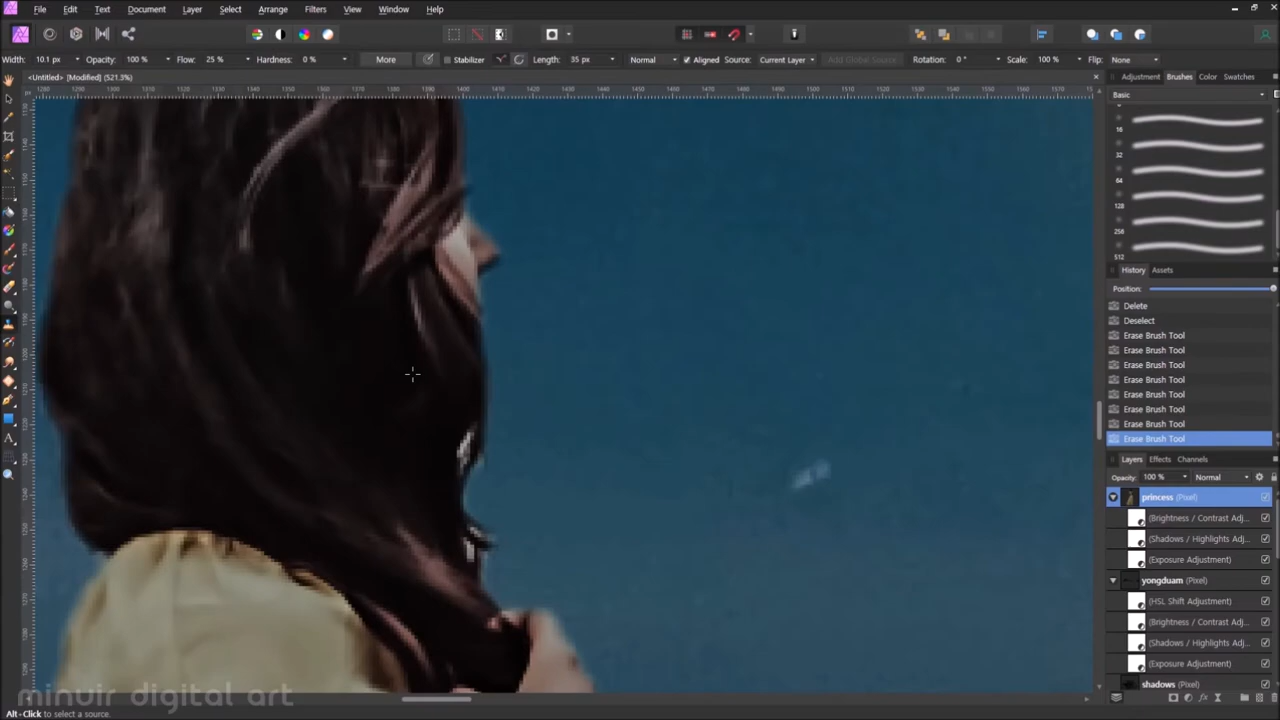 File Edit Text Document Layer Select Arrange Filters View Window Help
Width: 10.1 px Opacity: 100 % Flow: 25 % Hardness: 0 % More Stabilizer Length: 35 px Normal Aligned Source: Current Layer Add Global Source Rotation: 0 ° Scale: 100 % Flip: None
<Untitled> [Modified] (521.3%)
Adjustment Brushes Color Swatches
Basic
16
32
64
128
256
512
History Assets
Position:
Delete
Deselect
Erase Brush Tool
Erase Brush Tool
Erase Brush Tool
Erase Brush Tool
Erase Brush Tool
Erase Brush Tool
Erase Brush Tool
Erase Brush Tool
Layers Effects Channels
Opacity: 100 % Normal
princess (Pixel)
(Brightness / Contrast Adj...
(Shadows / Highlights Adj...
(Exposure Adjustment)
yongduam (Pixel)
(HSL Shift Adjustment)
(Brightness / Contrast Adj...
(Shadows / Highlights Adj...
(Exposure Adjustment)
shadows (Pixel)
minuir digital art
Alt-Click to select a source.